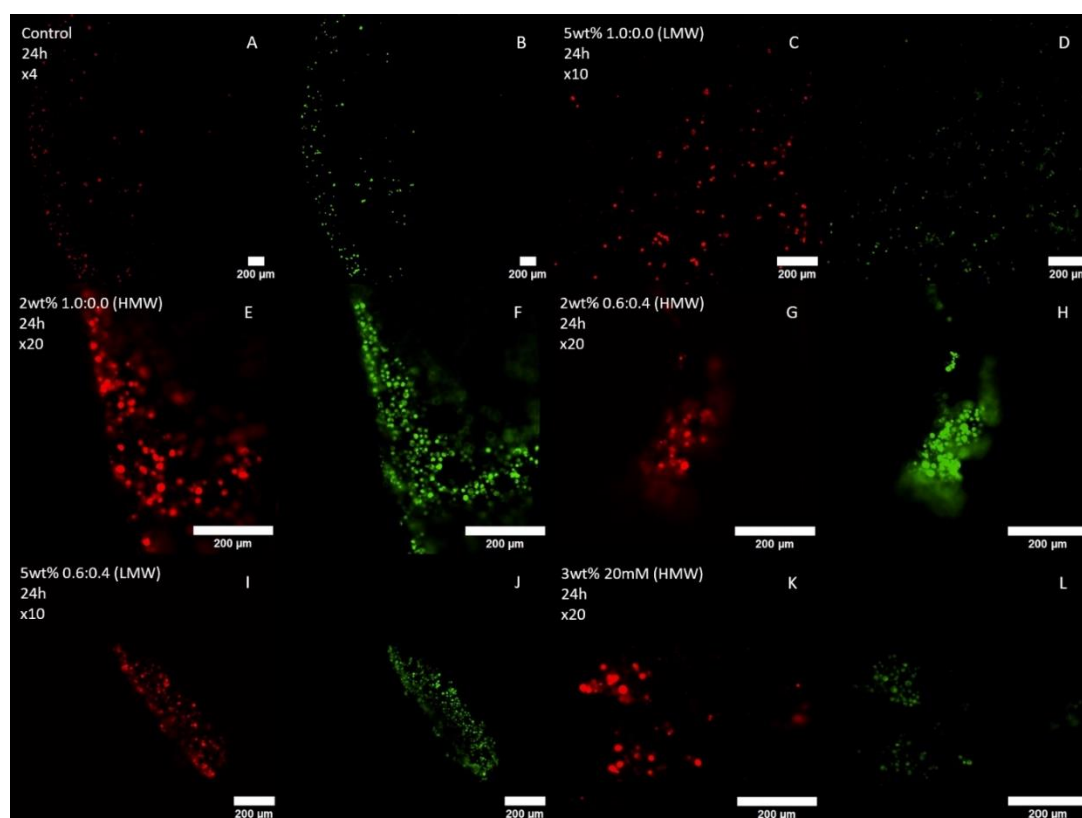 Control
24h
x4
A
B
5wt% 1.0:0.0 (LMW)
24h
x10
C
D
200 µm
200 µm
200 µm
200 µm
2wt% 1.0:0.0 (HMW)
24h
x20
E
F
2wt% 0.6:0.4 (HMW)
24h
x20
G
H
200 µm
200 µm
200 µm
200 µm
5wt% 0.6:0.4 (LMW)
24h
x10
I
J
3wt% 20mM (HMW)
24h
x20
K
L
200 µm
200 µm
200 µm
200 µm